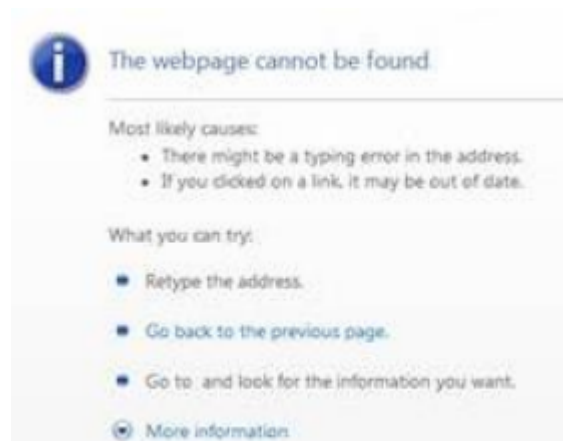 The webpage cannot be found
Most likely causes:
There might be a typing error in the address.
If you clicked on a link, it may be out of date.
What you can try:
Retype the address.
Go back to the previous page.
Go to and look for the information you want.
More information